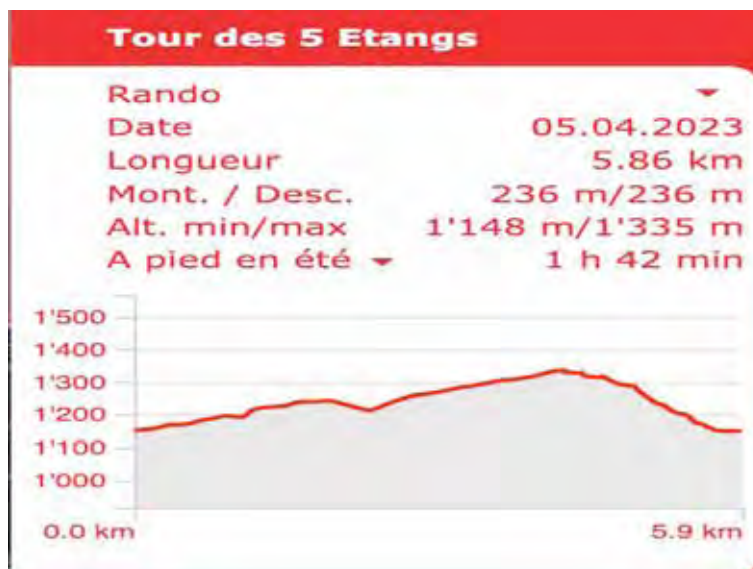 Tour des 5 Etangs
Rando
Date 05.04.2023
Longueur 5.86 km
Mont. / Desc. 236 m/236 m
Alt. min/max 1'148 m/1'335 m
A pied en été 1 h 42 min
1'500
1'400
1'300
1'200
1'100
1'000
0.0 km 5.9 km